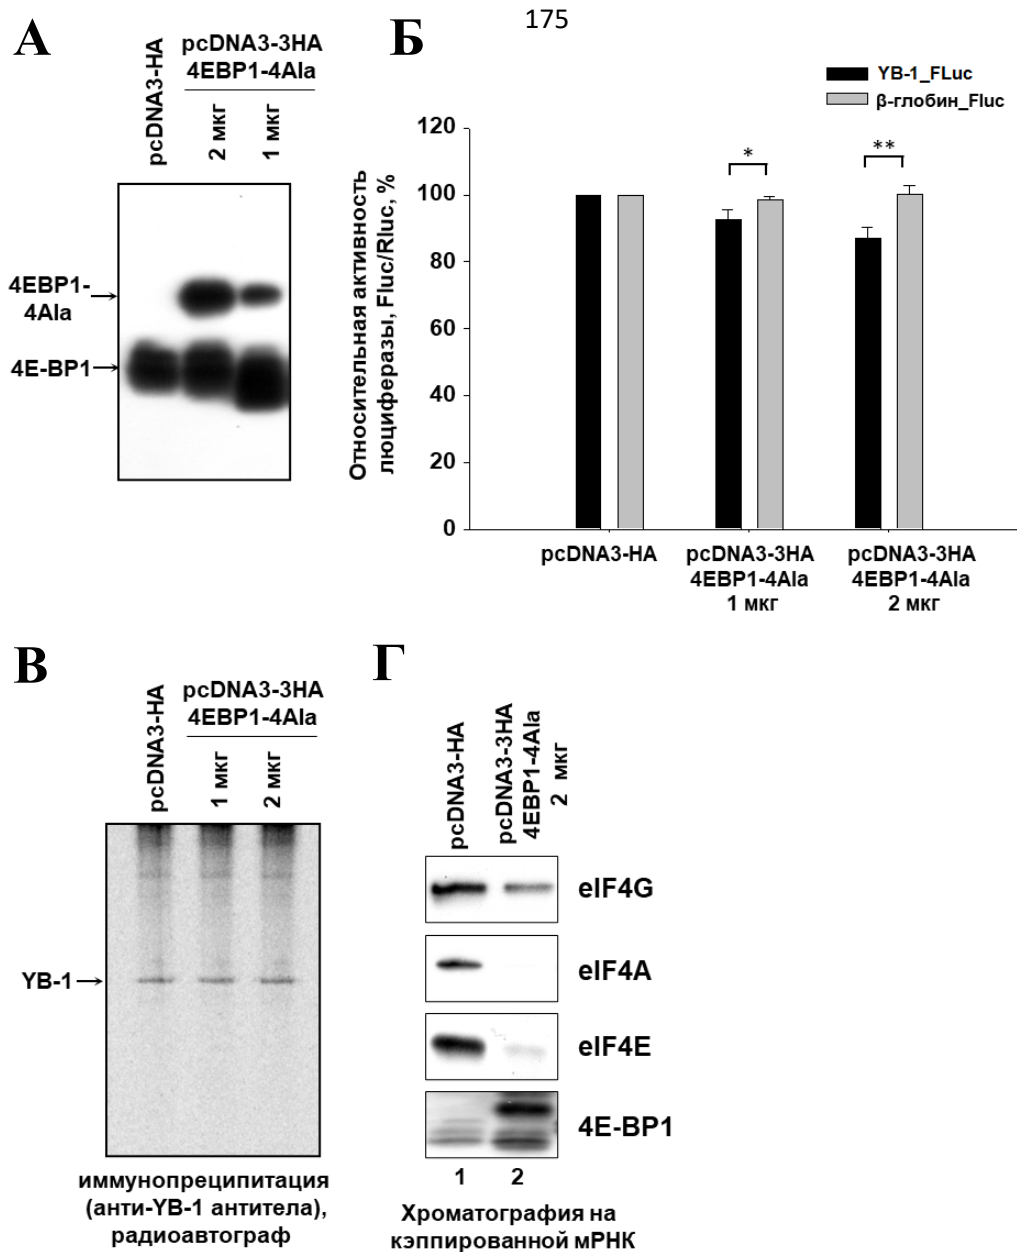 175
А
pcDNA3-HA
pcDNA3-3HA
4EBP1-4Ala
2 мкг
1 мкг
4EBP1-
4Ala
4E-BP1
Б
YB-1_FLuc
β-глобин_Fluc
Относительная активность
люциферазы, Fluc/Rluc, %
120
100
80
60
40
20
0
*
**
pcDNA3-HA
pcDNA3-3HA
4EBP1-4Ala
1 мкг
pcDNA3-3HA
4EBP1-4Ala
2 мкг
В
pcDNA3-HA
pcDNA3-3HA
4EBP1-4Ala
1 мкг
2 мкг
YB-1
иммунопреципитация
(анти-YB-1 антитела),
радиоавтограф
Г
pcDNA3-HA
pcDNA3-3HA
4EBP1-4Ala
2 мкг
eIF4G
eIF4A
eIF4E
4E-BP1
1 2
Хроматография на
кэппированной мРНК